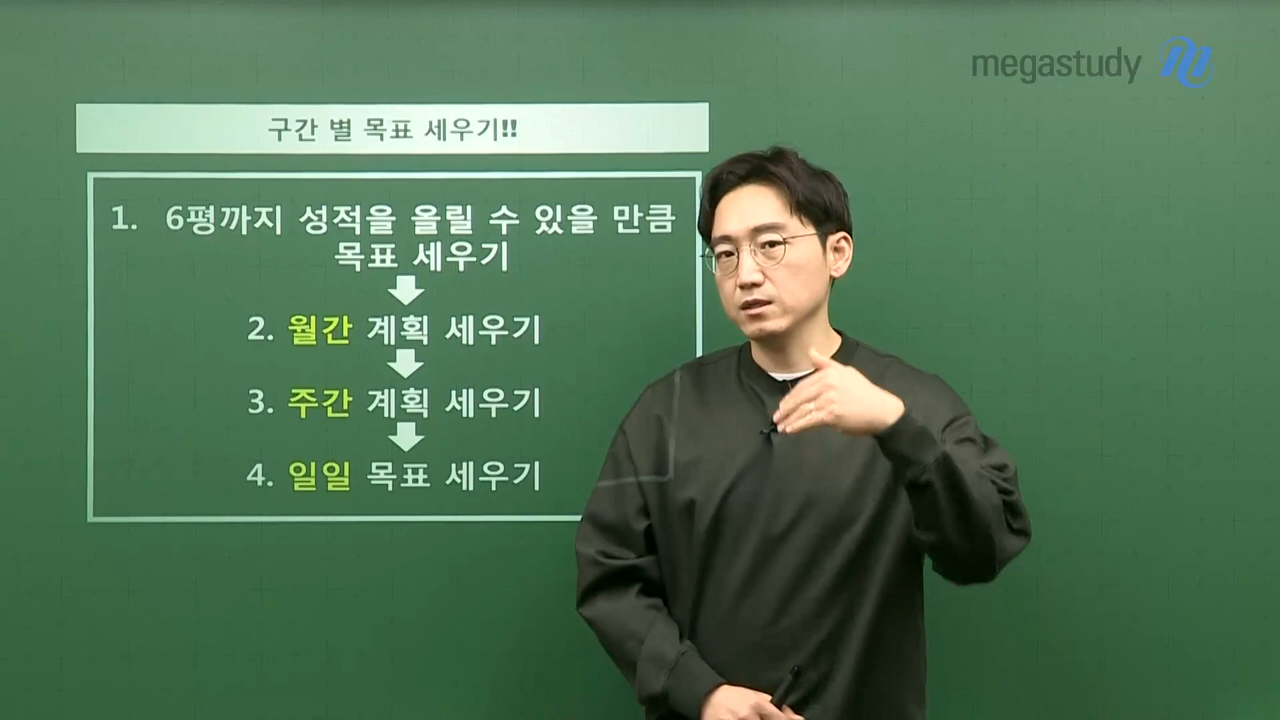 megastudy
구간 별 목표 세우기!!
1. 6평까지 성적을 올릴 수 있을 만큼
목표 세우기
2. 월간 계획 세우기
3. 주간 계획 세우기
4. 일일 목표 세우기